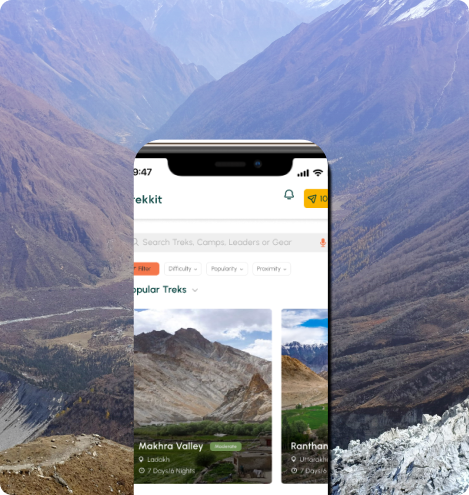 9:47
rekkit
10
Search Treks, Camps, Leaders or Gear
Filter
Difficulty
Popularity
Proximity
opular Treks
Makhra Valley
Moderate
Ranthan
Ladakh
Uttarakh
7 Days/6 Nights
7 Days/6